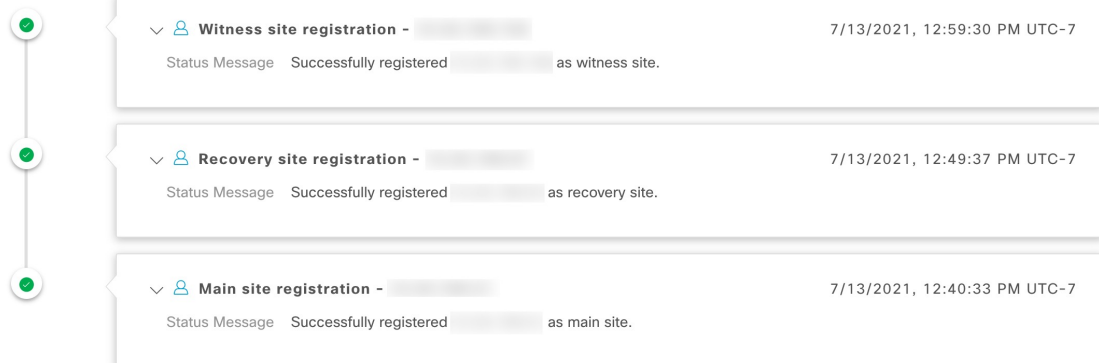 Witness site registration -
7/13/2021, 12:59:30 PM UTC-7
Status Message Successfully registered as witness site.
Recovery site registration -
7/13/2021, 12:49:37 PM UTC-7
Status Message Successfully registered as recovery site.
Main site registration -
7/13/2021, 12:40:33 PM UTC-7
Status Message Successfully registered as main site.